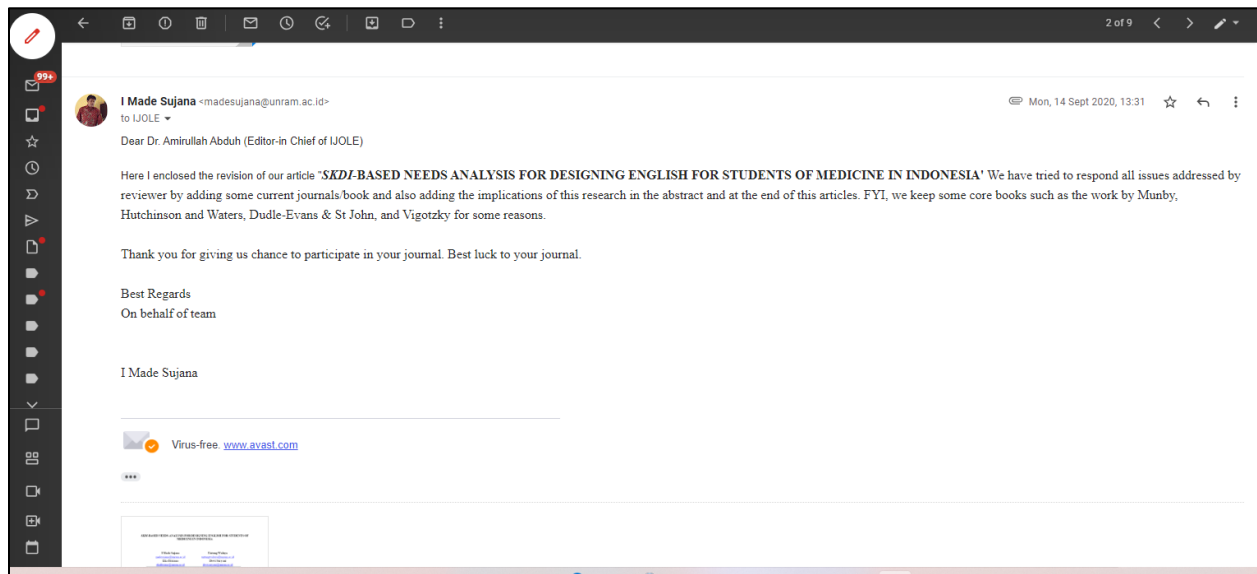 2 of 9
99+
I Made Sujana <madesujana@unram.ac.id>
Mon, 14 Sept 2020, 13:31
to IJOLE
Dear Dr. Amirullah Abduh (Editor-in Chief of IJOLE)
Here I enclosed the revision of our article "SKDI-BASED NEEDS ANALYSIS FOR DESIGNING ENGLISH FOR STUDENTS OF MEDICINE IN INDONESIA' We have tried to respond all issues addressed by
reviewer by adding some current journals/book and also adding the implications of this research in the abstract and at the end of this articles. FYI, we keep some core books such as the work by Munby,
Hutchinson and Waters, Dudle-Evans & St John, and Vigotzky for some reasons.
Thank you for giving us chance to participate in your journal. Best luck to your journal.
Best Regards
On behalf of team
I Made Sujana
Virus-free. www.avast.com